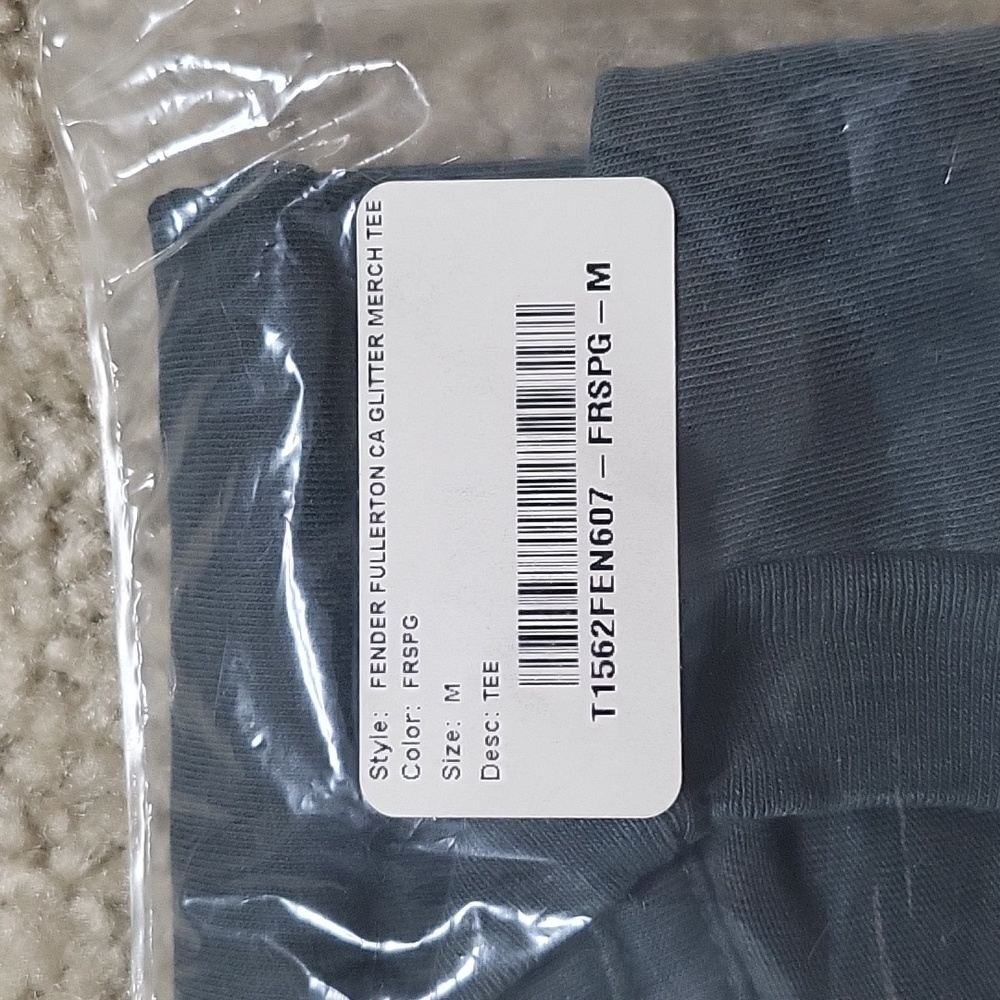 Style: FENDER FULLERTON CA GLITTER MERCH TEE
Color: FRSPG
Size: M
Desc: TEE
T1562FEN607-FRSPG-M